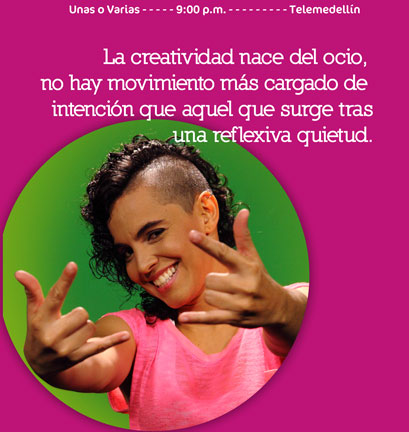 Unas o Varias - - - - - 9:00 p.m. - - - - - - - - - - Telemedellín
La creatividad nace del ocio,
no hay movimiento más cargado de
intención que aquel que surge tras
una reflexiva quietud.